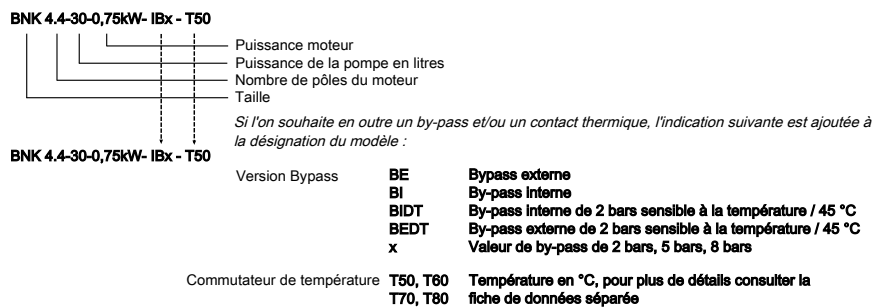 BNK 4.4-30-0,75kW- IBx - T50
Puissance moteur
Puissance de la pompe en litres
Nombre de pôles du moteur
Taille
Si l'on souhaite en outre un by-pass et/ou un contact thermique, l'indication suivante est ajoutée à
la désignation du modèle :
BNK 4.4-30-0,75kW- IBx - T50
Version Bypass BE Bypass externe
BI By-pass interne
BIDT By-pass interne de 2 bars sensible à la température / 45 °C
BEDT By-pass externe de 2 bars sensible à la température / 45 °C
x Valeur de by-pass de 2 bars, 5 bars, 8 bars
Commutateur de température T50, T60 Température en °C, pour plus de détails consulter la
T70, T80 fiche de données séparée